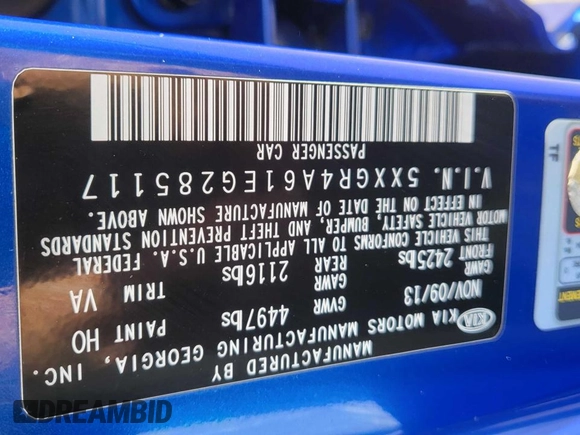 MANUFACTURED BY
KIA MOTORS MANUFACTURING GEORGIA, INC.
KIA
NOV/09/13
GVWR 4497lbs
PAINT HO
GAWR FRONT 2425lbs
GAWR REAR 2116lbs
TRIM VA
THIS VEHICLE CONFORMS TO ALL APPLICABLE U.S.A. FEDERAL
MOTOR VEHICLE SAFETY, BUMPER, AND THEFT PREVENTION STANDARDS
IN EFFECT ON THE DATE OF MANUFACTURE SHOWN ABOVE.
V.I.N. 5XXGR4A61EG285117
PASSENGER CAR
TF
DREAMBID